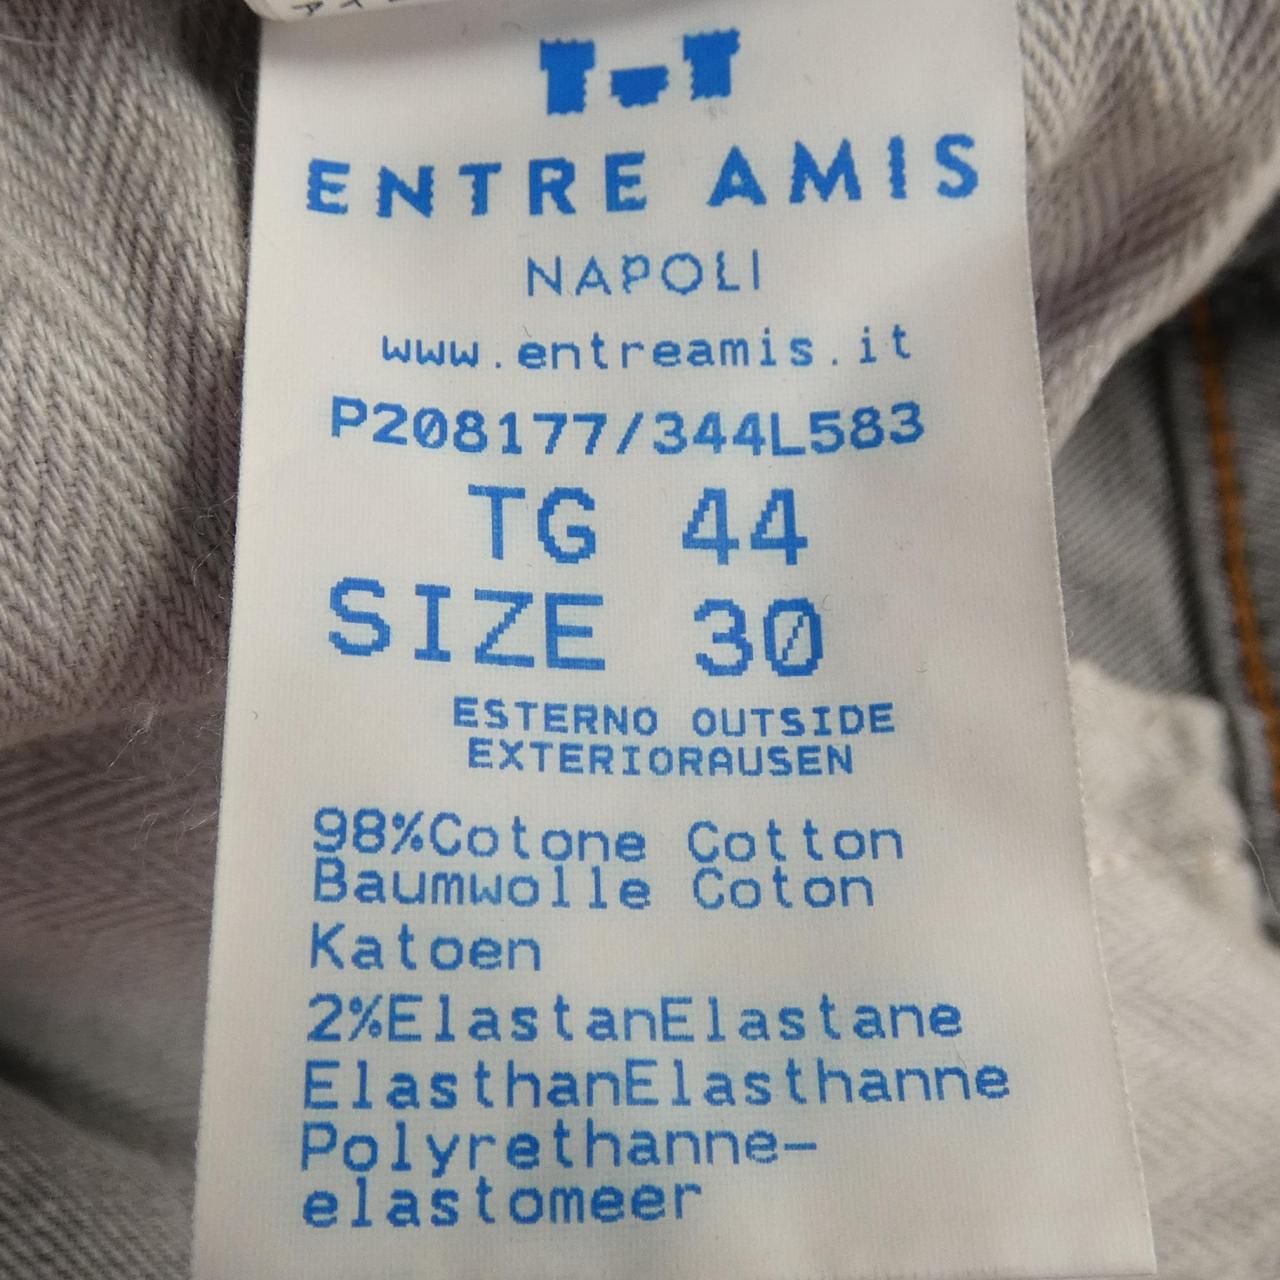 ENTRE AMIS
NAPOLI
www.entreamis.it
P208177/344L583
TG 44
SIZE 30
ESTERNO OUTSIDE
EXTERIORAUSEN
98%Cotone Cotton
Baumwolle Coton
Katoen
2%ElastanElastane
ElasthanElasthanne
Polyrethanne-
elastomeer